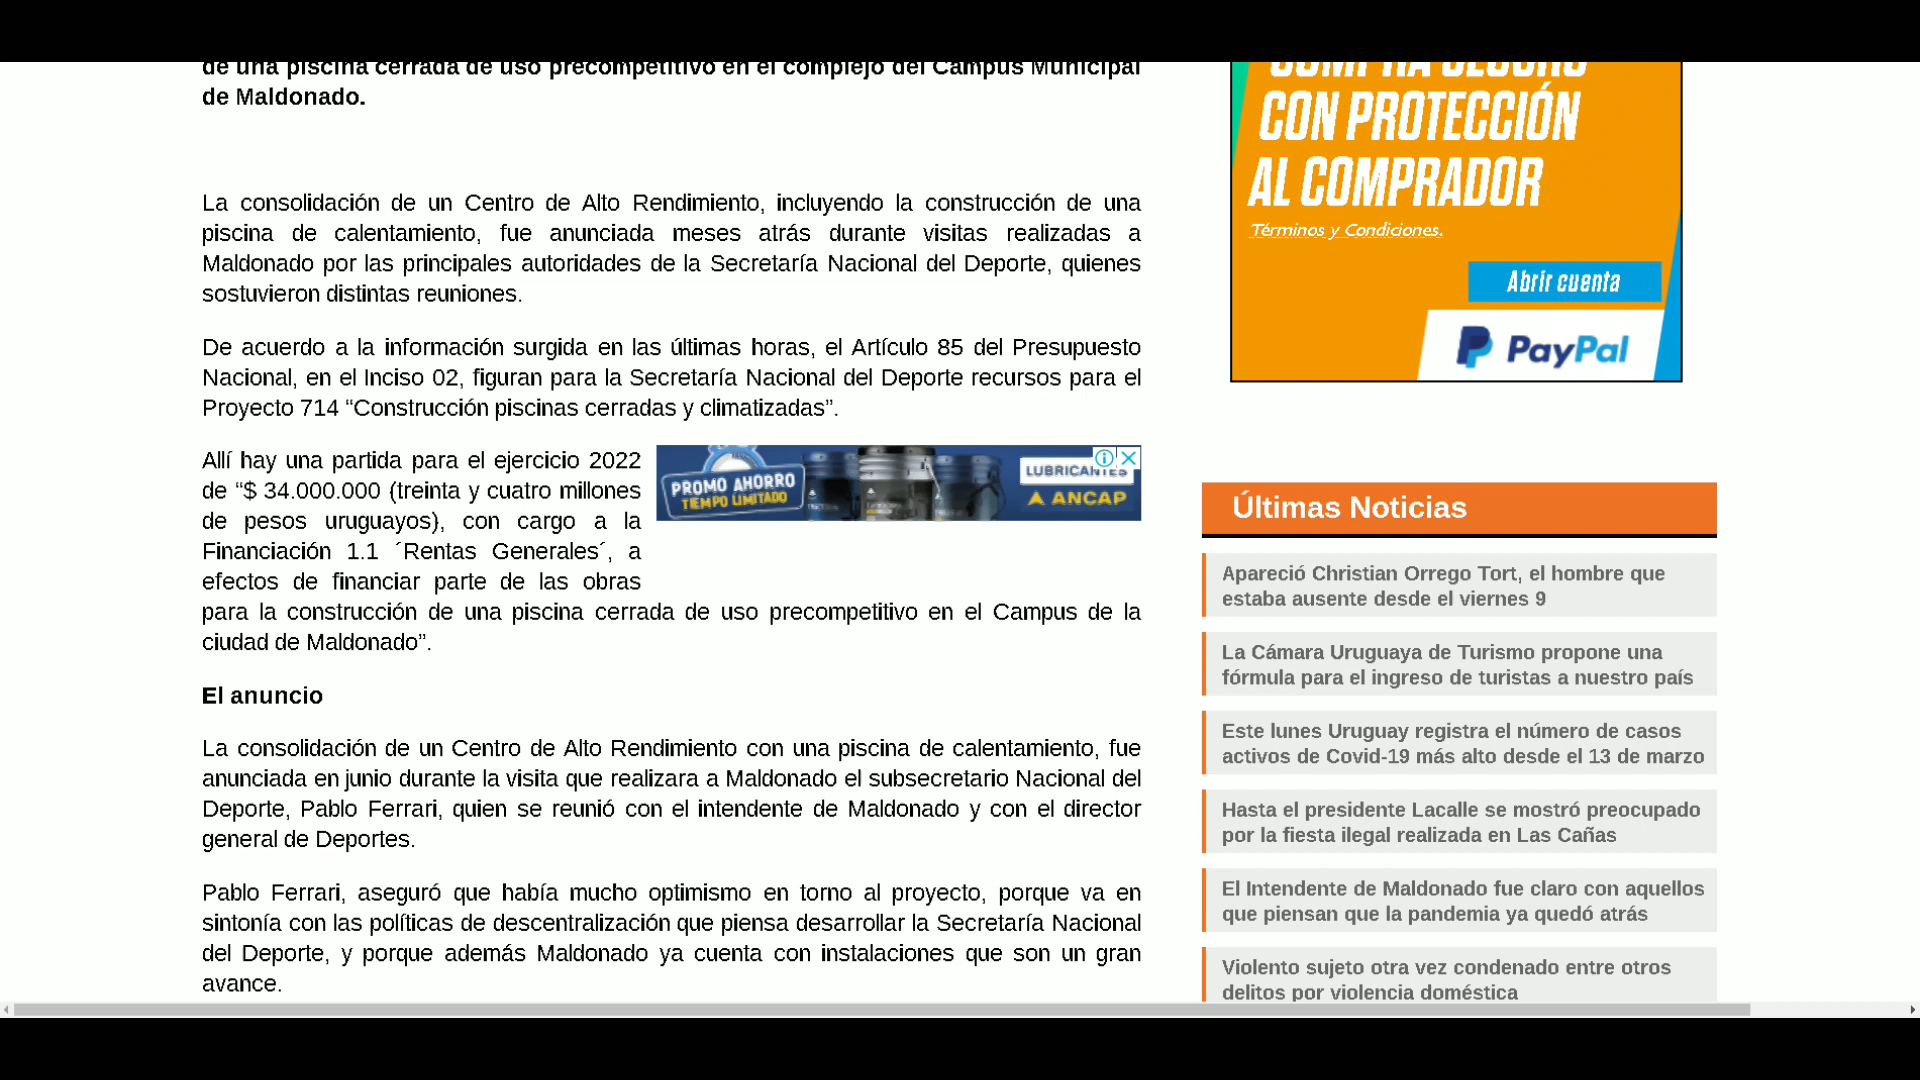 de una piscina cerrada de uso precompetitivo en el complejo del Campus Municipal
de Maldonado.
La consolidación de un Centro de Alto Rendimiento, incluyendo la construcción de una
piscina de calentamiento, fue anunciada meses atrás durante visitas realizadas a
Maldonado por las principales autoridades de la Secretaría Nacional del Deporte, quienes
sostuvieron distintas reuniones.
De acuerdo a la información surgida en las últimas horas, el Artículo 85 del Presupuesto
Nacional, en el Inciso 02, figuran para la Secretaría Nacional del Deporte recursos para el
Proyecto 714 “Construcción piscinas cerradas y climatizadas”.
Allí hay una partida para el ejercicio 2022
de “$ 34.000.000 (treinta y cuatro millones
de pesos uruguayos), con cargo a la
Financiación 1.1 ´Rentas Generales´, a
efectos de financiar parte de las obras
para la construcción de una piscina cerrada de uso precompetitivo en el Campus de la
ciudad de Maldonado”.
PROMO AHORRO
TIEMPO LIMITADO
LUBRICANTES
ANCAP
El anuncio
La consolidación de un Centro de Alto Rendimiento con una piscina de calentamiento, fue
anunciada en junio durante la visita que realizara a Maldonado el subsecretario Nacional del
Deporte, Pablo Ferrari, quien se reunió con el intendente de Maldonado y con el director
general de Deportes.
Pablo Ferrari, aseguró que había mucho optimismo en torno al proyecto, porque va en
sintonía con las políticas de descentralización que piensa desarrollar la Secretaría Nacional
del Deporte, y porque además Maldonado ya cuenta con instalaciones que son un gran
avance.
COMPRA SEGURO
CON PROTECCIÓN
AL COMPRADOR
Términos y Condiciones.
Abrir cuenta
PayPal
Últimas Noticias
Apareció Christian Orrego Tort, el hombre que
estaba ausente desde el viernes 9
La Cámara Uruguaya de Turismo propone una
fórmula para el ingreso de turistas a nuestro país
Este lunes Uruguay registra el número de casos
activos de Covid-19 más alto desde el 13 de marzo
Hasta el presidente Lacalle se mostró preocupado
por la fiesta ilegal realizada en Las Cañas
El Intendente de Maldonado fue claro con aquellos
que piensan que la pandemia ya quedó atrás
Violento sujeto otra vez condenado entre otros
delitos por violencia doméstica